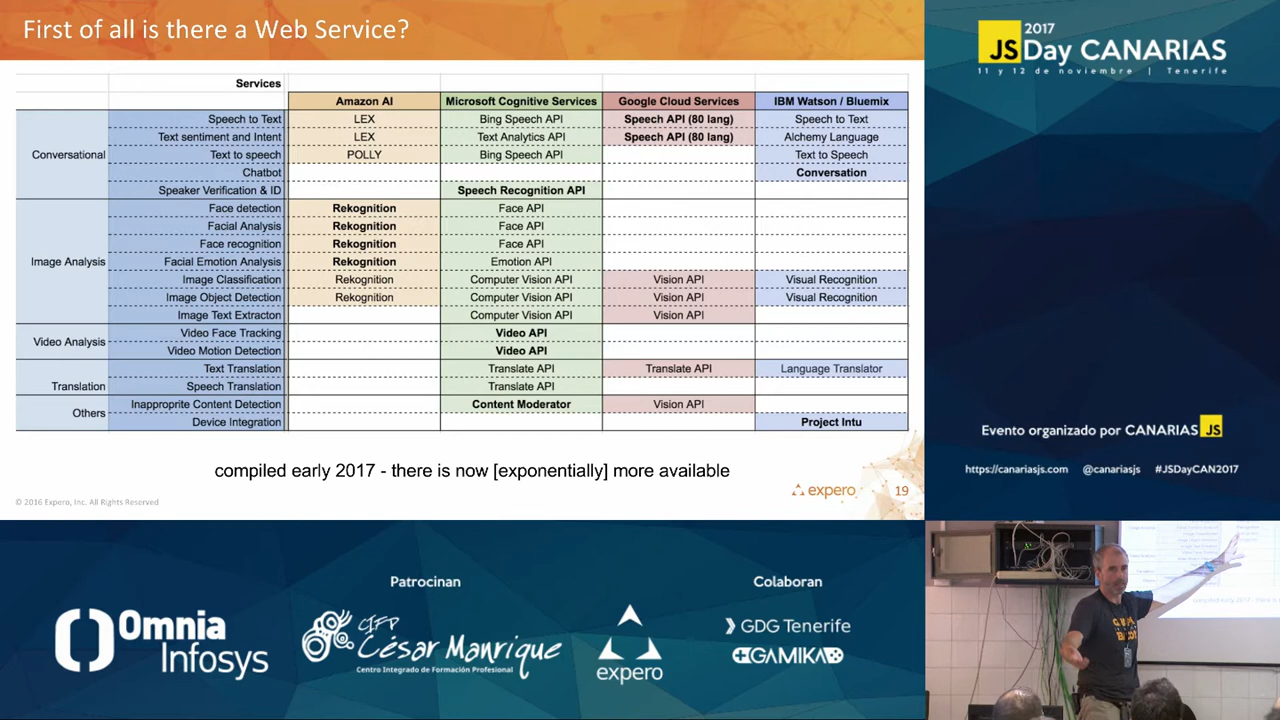 First of all is there a Web Service?
Services
Amazon AI Microsoft Cognitive Services Google Cloud Services IBM Watson / Bluemix
Conversational
Speech to Text LEX Bing Speech API Speech API (80 lang) Speech to Text
Text sentiment and Intent LEX Text Analytics API Speech API (80 lang) Alchemy Language
Text to speech POLLY Bing Speech API Text to Speech
Chatbot Conversation
Speaker Verification & ID Speech Recognition API
Image Analysis
Face detection Rekognition Face API
Facial Analysis Rekognition Face API
Face recognition Rekognition Face API
Facial Emotion Analysis Rekognition Emotion API
Image Classification Rekognition Computer Vision API Vision API Visual Recognition
Image Object Detection Rekognition Computer Vision API Vision API Visual Recognition
Image Text Extracton Computer Vision API Vision API
Video Analysis
Video Face Tracking Video API
Video Motion Detection Video API
Translation
Text Translation Translate API Translate API Language Translator
Speech Translation Translate API
Others
Inapproprite Content Detection Content Moderator Vision API
Device Integration Project Intu
compiled early 2017 - there is now [exponentially] more available
© 2016 Expero, Inc. All Rights Reserved
expero 19
2017
JSDay CANARIAS
11 y 12 de noviembre | Tenerife
Evento organizado por CANARIAS JS
https://canariasjs.com @canariasjs #JSDayCAN2017
Patrocinan
Omnia
Infosys
CIFP
César Manrique
Centro Integrado de Formación Profesional
expero
Colaboran
GDG Tenerife
GAMIKA